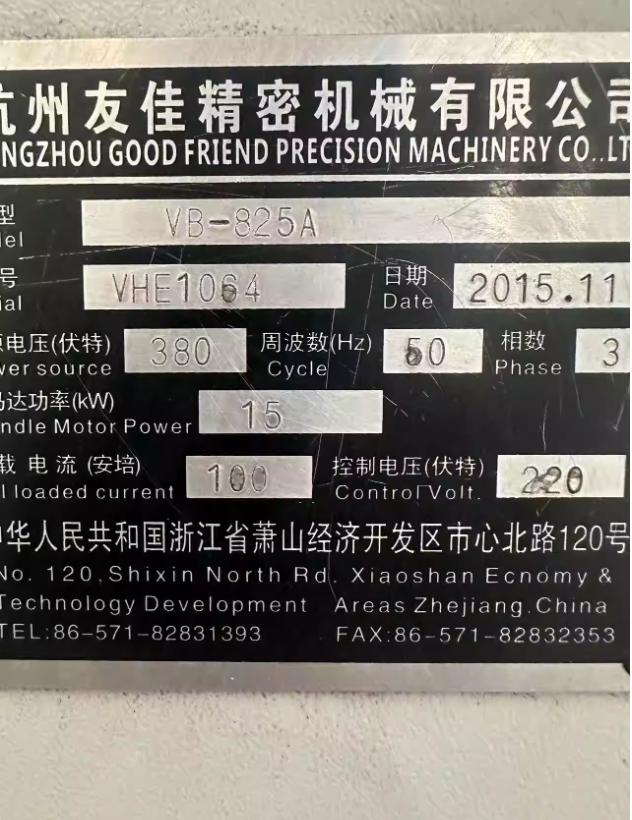 杭州友佳精密机械有限公司
NGZHOU GOOD FRIEND PRECISION MACHINERY CO..LT
型 VB-825A
del
号 VHE1064 日期 2015.11
ial Date
原电压(伏特) 380 周波数(Hz) 50 相数 3
wer source Cycle Phase
马达功率(kW) 15
ndle Motor Power
载 电 流 (安培) 100 控制电压(伏特) 220
l loaded current Control Volt.
中华人民共和国浙江省萧山经济开发区市心北路120号
No. 120,Shixin North Rd. Xiaoshan Ecnomy &
Technology Development Areas Zhejiang.China
TEL:86-571-82831393 FAX:86-571-82832353